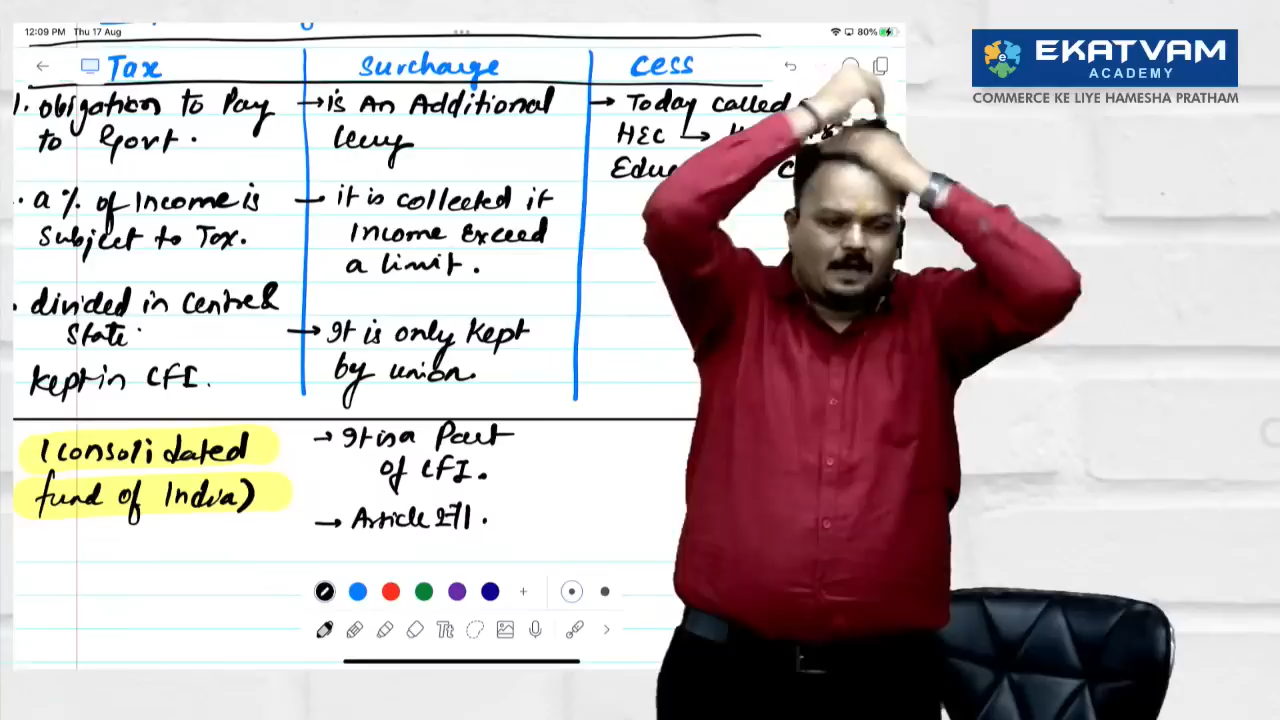 12:09 PM Thu 17 Aug
80%
EKATVAM
ACADEMY
COMMERCE KE LIYE HAMESHA PRATHAM
Tax
1. obligation to Pay
to Govt.
a % of Income is
Subject to Tax.
divided in Centre &
State
kept in CFI.
(Consolidated
fund of India)
Surcharge
→ is An Additional
levy
it is collected if
Income Exceed
a limit.
→ It is only kept
by union.
→ It is a Part
of CFI.
→ Article 271.
Tt
Cess
→ Today called
HEC →